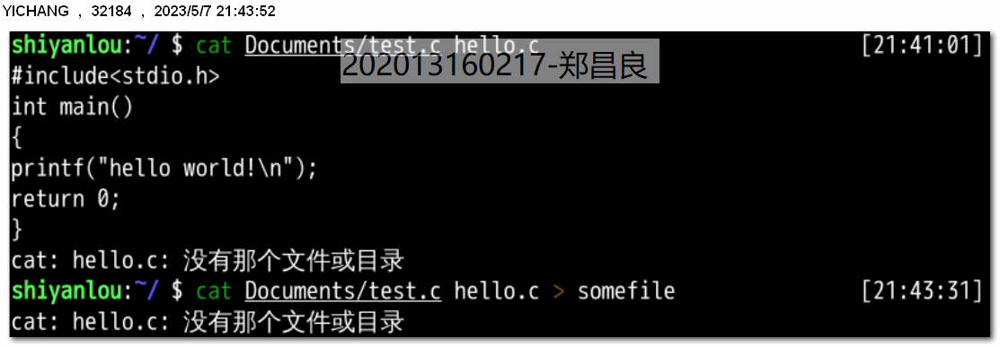 YICHANG , 32184 , 2023/5/7 21:43:52
shiyanlou:~/ $ cat Documents/test.c hello.c [21:41:01]
202013160217-郑昌良
#include<stdio.h>
int main()
{
printf("hello world!\n");
return 0;
}
cat: hello.c: 没有那个文件或目录
shiyanlou:~/ $ cat Documents/test.c hello.c > somefile [21:43:31]
cat: hello.c: 没有那个文件或目录